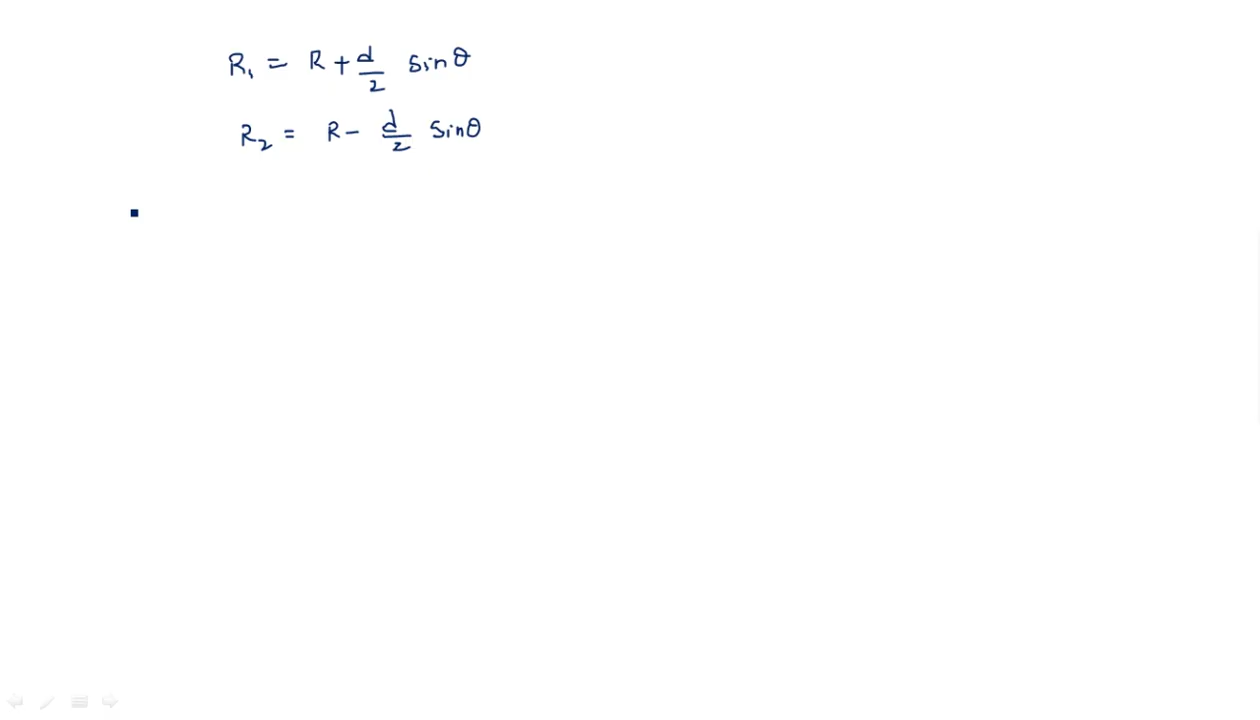 R₁ = R + d/2 sinθ
R₂ = R - d/2 sinθ